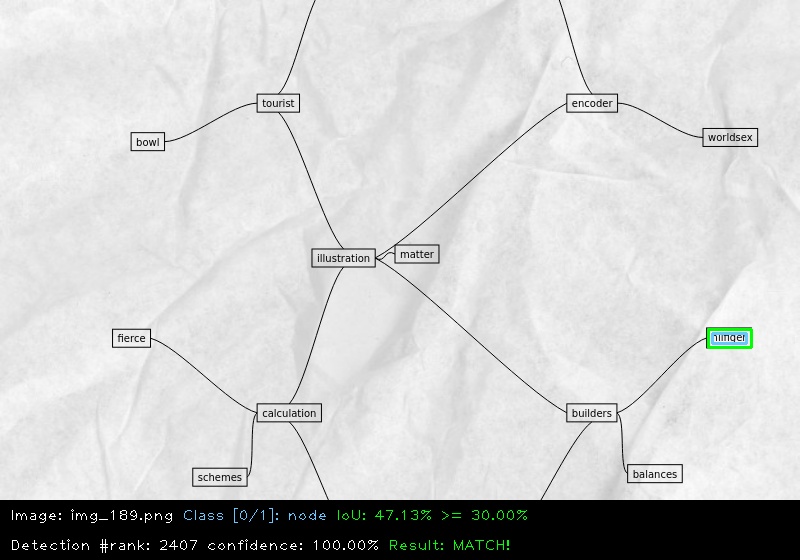 tourist
encoder
bowl
worldsex
illustration
matter
fierce
hilfiger
calculation
builders
schemes
balances
Image: img_189.png Class [0/1]: node IoU: 47.13% >= 30.00%
Detection #rank: 2407 confidence: 100.00% Result: MATCH!